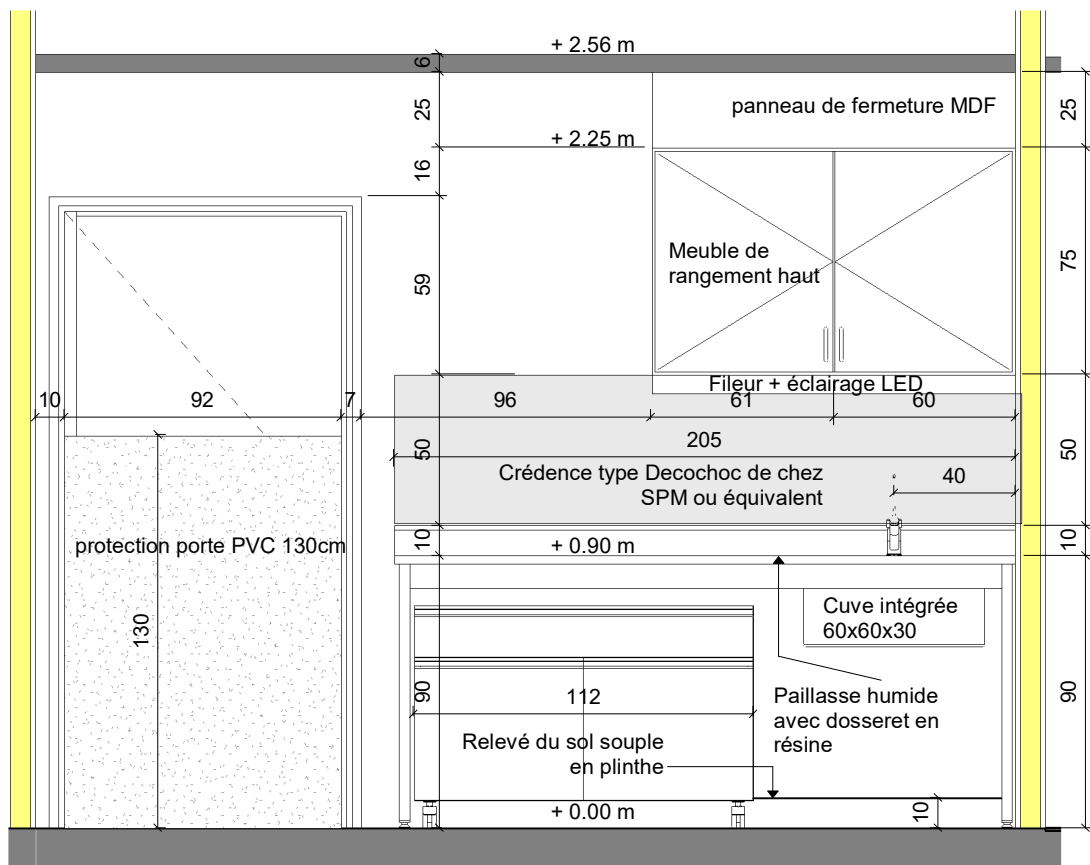 + 2.56 m
6
25
panneau de fermeture MDF
25
+ 2.25 m
16
Meuble de
rangement haut
59
75
Fileur + éclairage LED
10
92
7
96
61
60
205
50
50
Crédence type Decochoc de chez
SPM ou équivalent
40
protection porte PVC 130cm
10
+ 0.90 m
10
Cuve intégrée
60x60x30
130
90
112
Paillasse humide
avec dosseret en
résine
90
Relevé du sol souple
en plinthe
+ 0.00 m
10